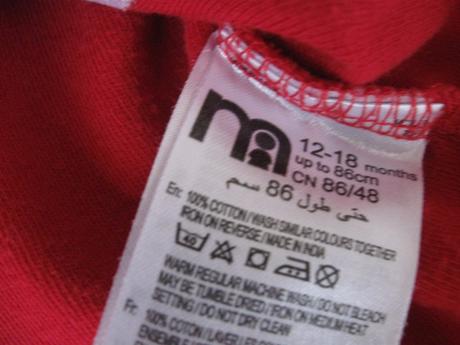 m
12-18 months
up to 86cm
CN 86/48
حتى طول 86 سم
En: 100% COTTON / WASH SIMILAR COLOURS TOGETHER
IRON ON REVERSE / MADE IN INDIA
40
WARM REGULAR MACHINE WASH / DO NOT BLEACH
MAY BE TUMBLE DRIED / IRON ON MEDIUM HEAT
SETTING / DO NOT DRY CLEAN
Fr: 100% COTON / LAVER
ENSEMBLE